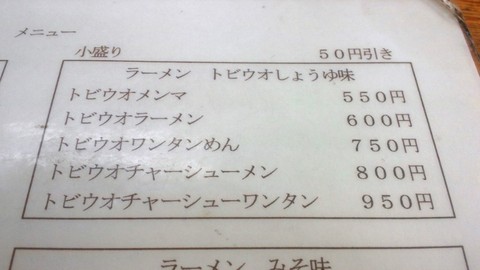 メニュー
小盛り 50円引き
ラーメン トビウオしょうゆ味
トビウオメンマ 550円
トビウオラーメン 600円
トビウオワンタンめん 750円
トビウオチャーシューメン 800円
トビウオチャーシューワンタン 950円
ラーメン みそ味